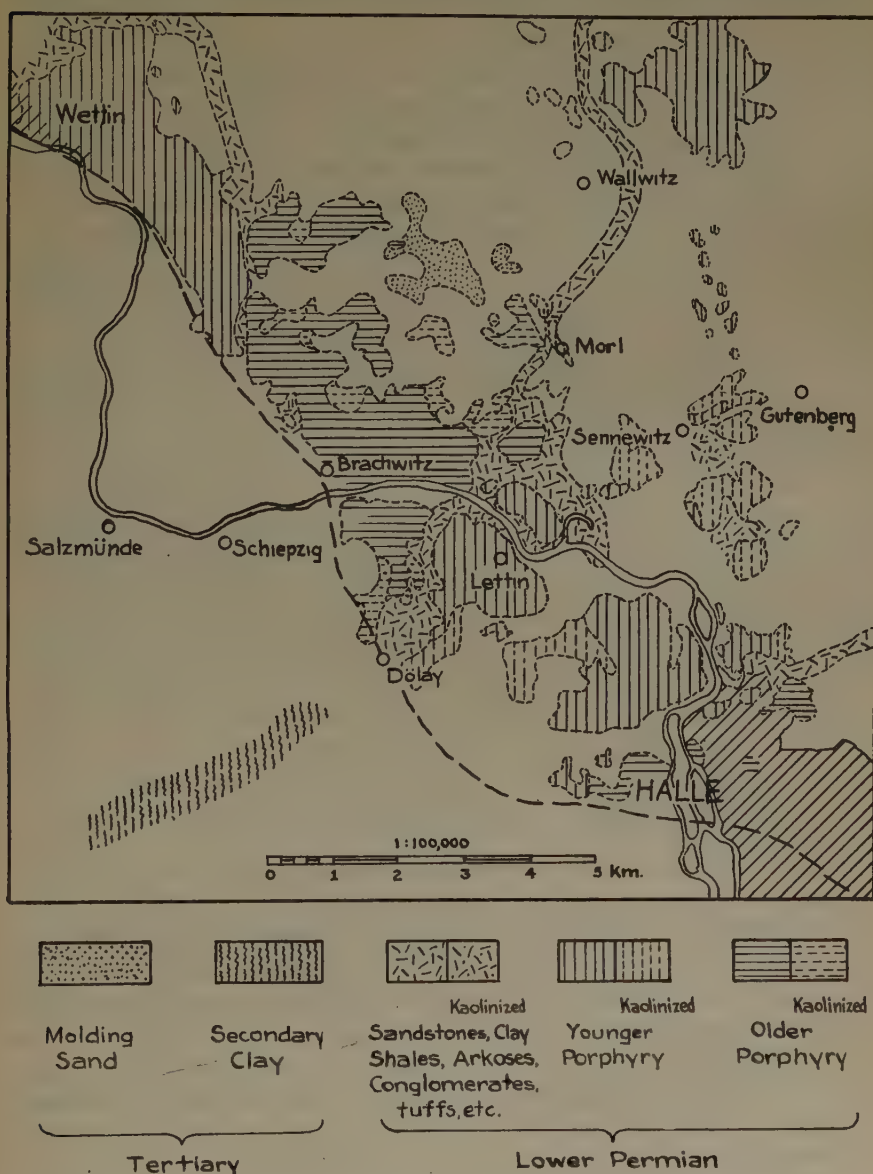 Wettin
Wallwitz
Morl
Gutenberg
Sennewitz
Brachwitz
Salzmünde
Schiepzig
Lettin
Dölay
HALLE
1:100,000
0 1 2 3 4 5 Km.
Kaolinized Kaolinized Kaolinized
Molding Sand
Secondary Clay
Sandstones, Clay
Shales, Arkoses,
Conglomerates,
tuffs, etc.
Younger Porphyry
Older Porphyry
Tertiary
Lower Permian